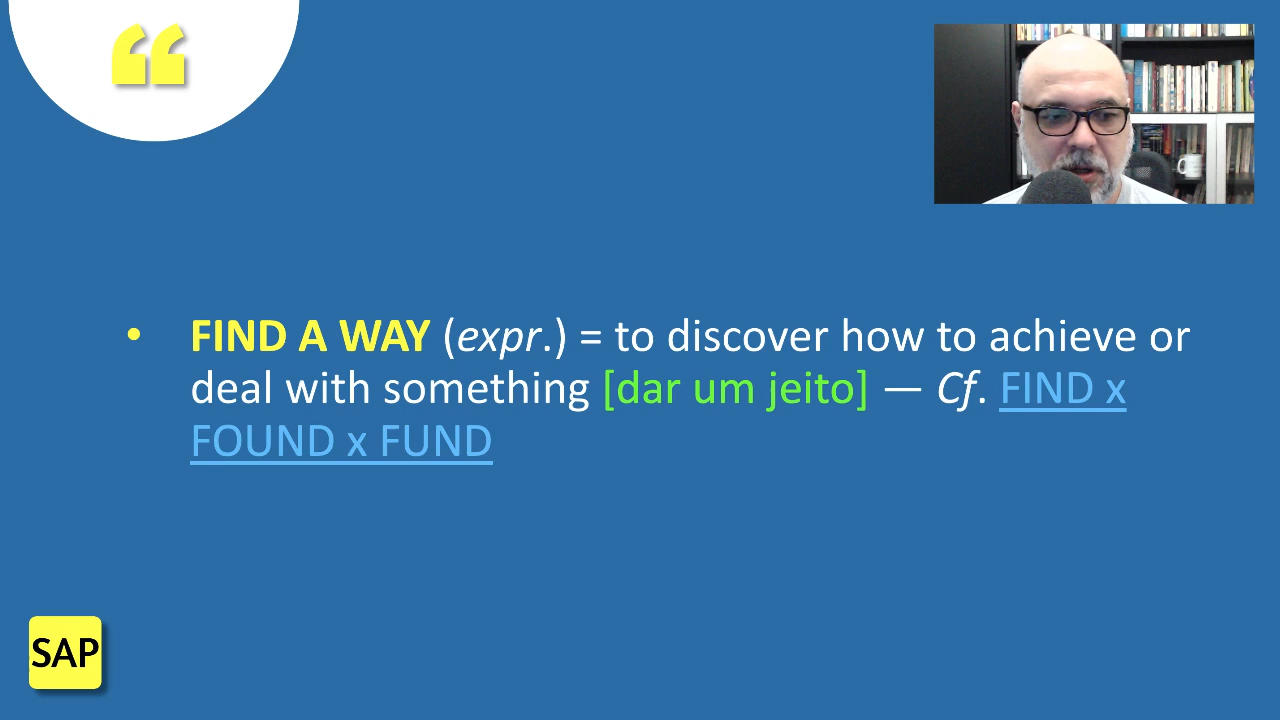 “
• FIND A WAY (expr.) = to discover how to achieve or
deal with something [dar um jeito] — Cf. FIND x
FOUND x FUND
SAP